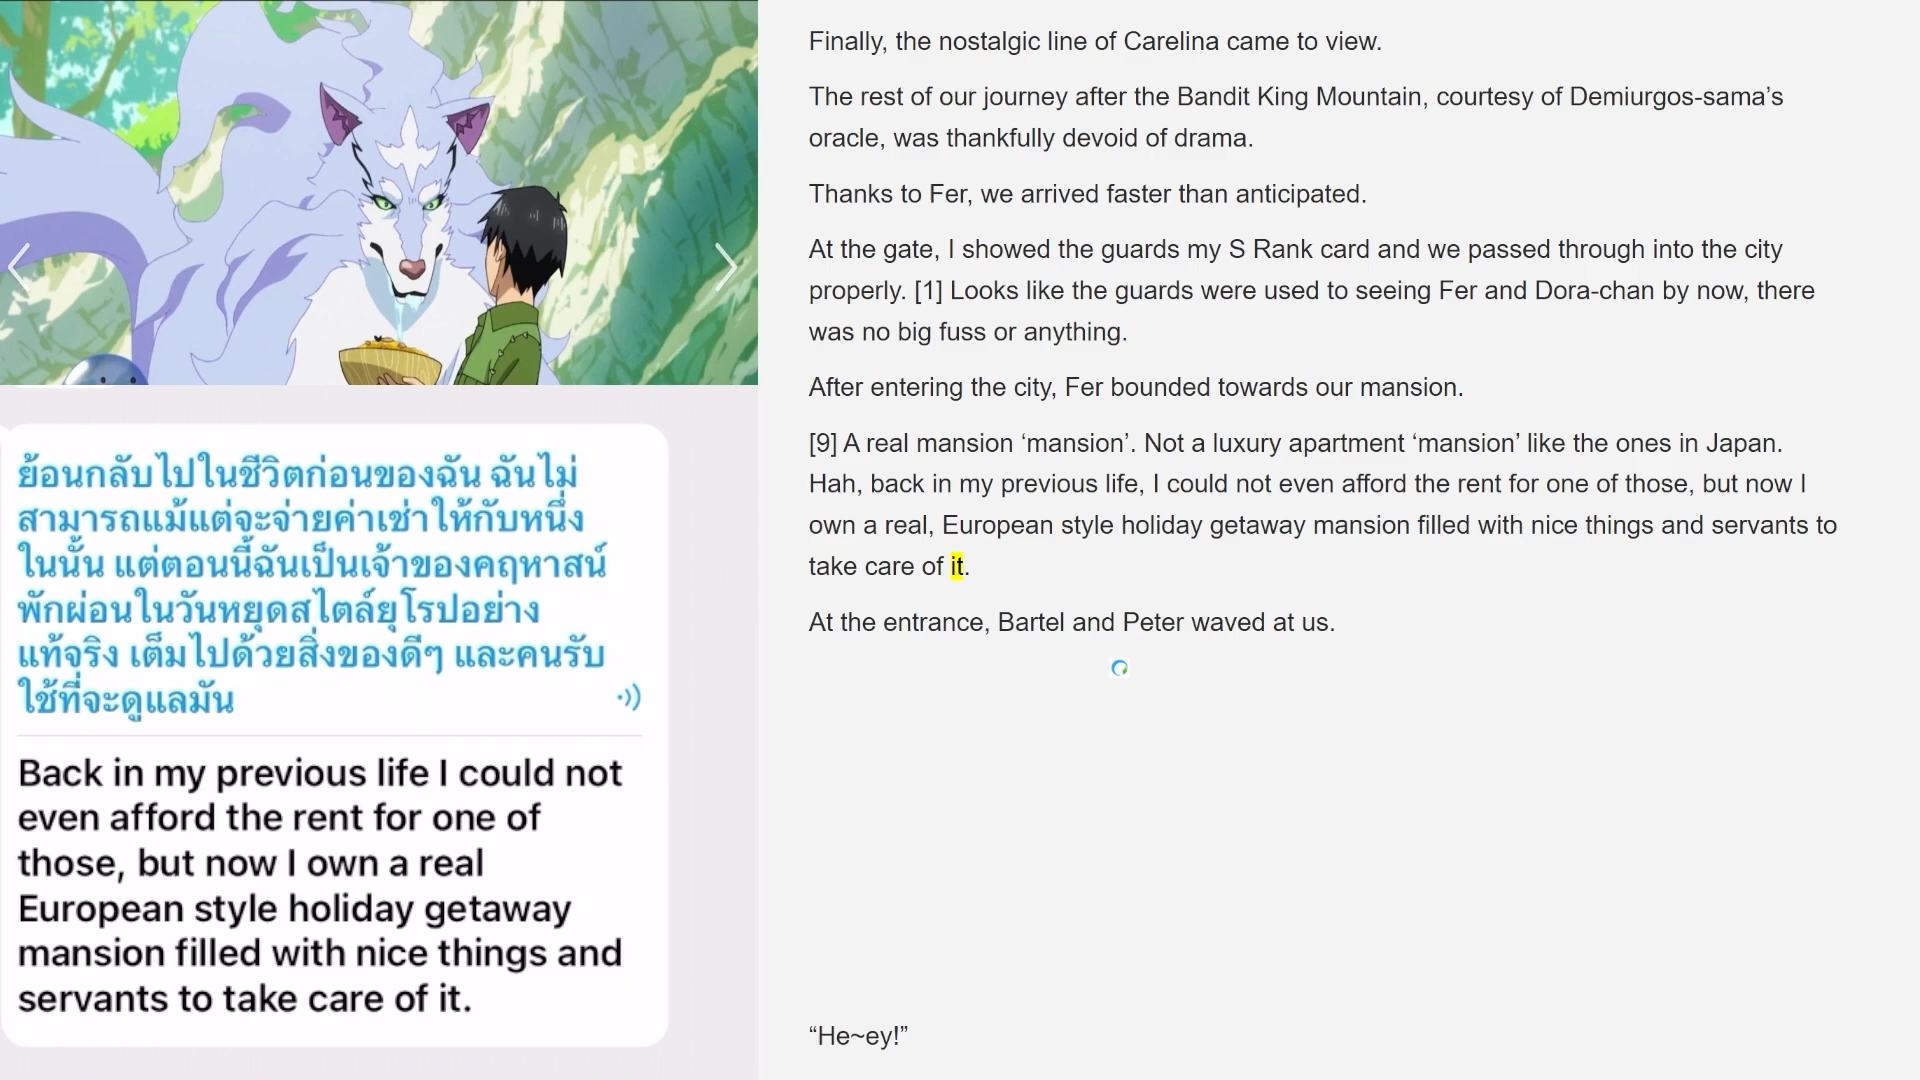 ย้อนกลับไปในชีวิตก่อนของฉัน ฉันไม่
สามารถแม้แต่จะจ่ายค่าเช่าให้กับหนึ่ง
ในนั้น แต่ตอนนี้ฉันเป็นเจ้าของคฤหาสน์
พักผ่อนในวันหยุดสไตล์ยุโรปอย่าง
แท้จริง เต็มไปด้วยสิ่งของดีๆ และคนรับ
ใช้ที่จะดูแลมัน
Back in my previous life I could not
even afford the rent for one of
those, but now I own a real
European style holiday getaway
mansion filled with nice things and
servants to take care of it.
Finally, the nostalgic line of Carelina came to view.
The rest of our journey after the Bandit King Mountain, courtesy of Demiurgos-sama’s
oracle, was thankfully devoid of drama.
Thanks to Fer, we arrived faster than anticipated.
At the gate, I showed the guards my S Rank card and we passed through into the city
properly. [1] Looks like the guards were used to seeing Fer and Dora-chan by now, there
was no big fuss or anything.
After entering the city, Fer bounded towards our mansion.
[9] A real mansion ‘mansion’. Not a luxury apartment ‘mansion’ like the ones in Japan.
Hah, back in my previous life, I could not even afford the rent for one of those, but now I
own a real, European style holiday getaway mansion filled with nice things and servants to
take care of it.
At the entrance, Bartel and Peter waved at us.
“He~ey!”